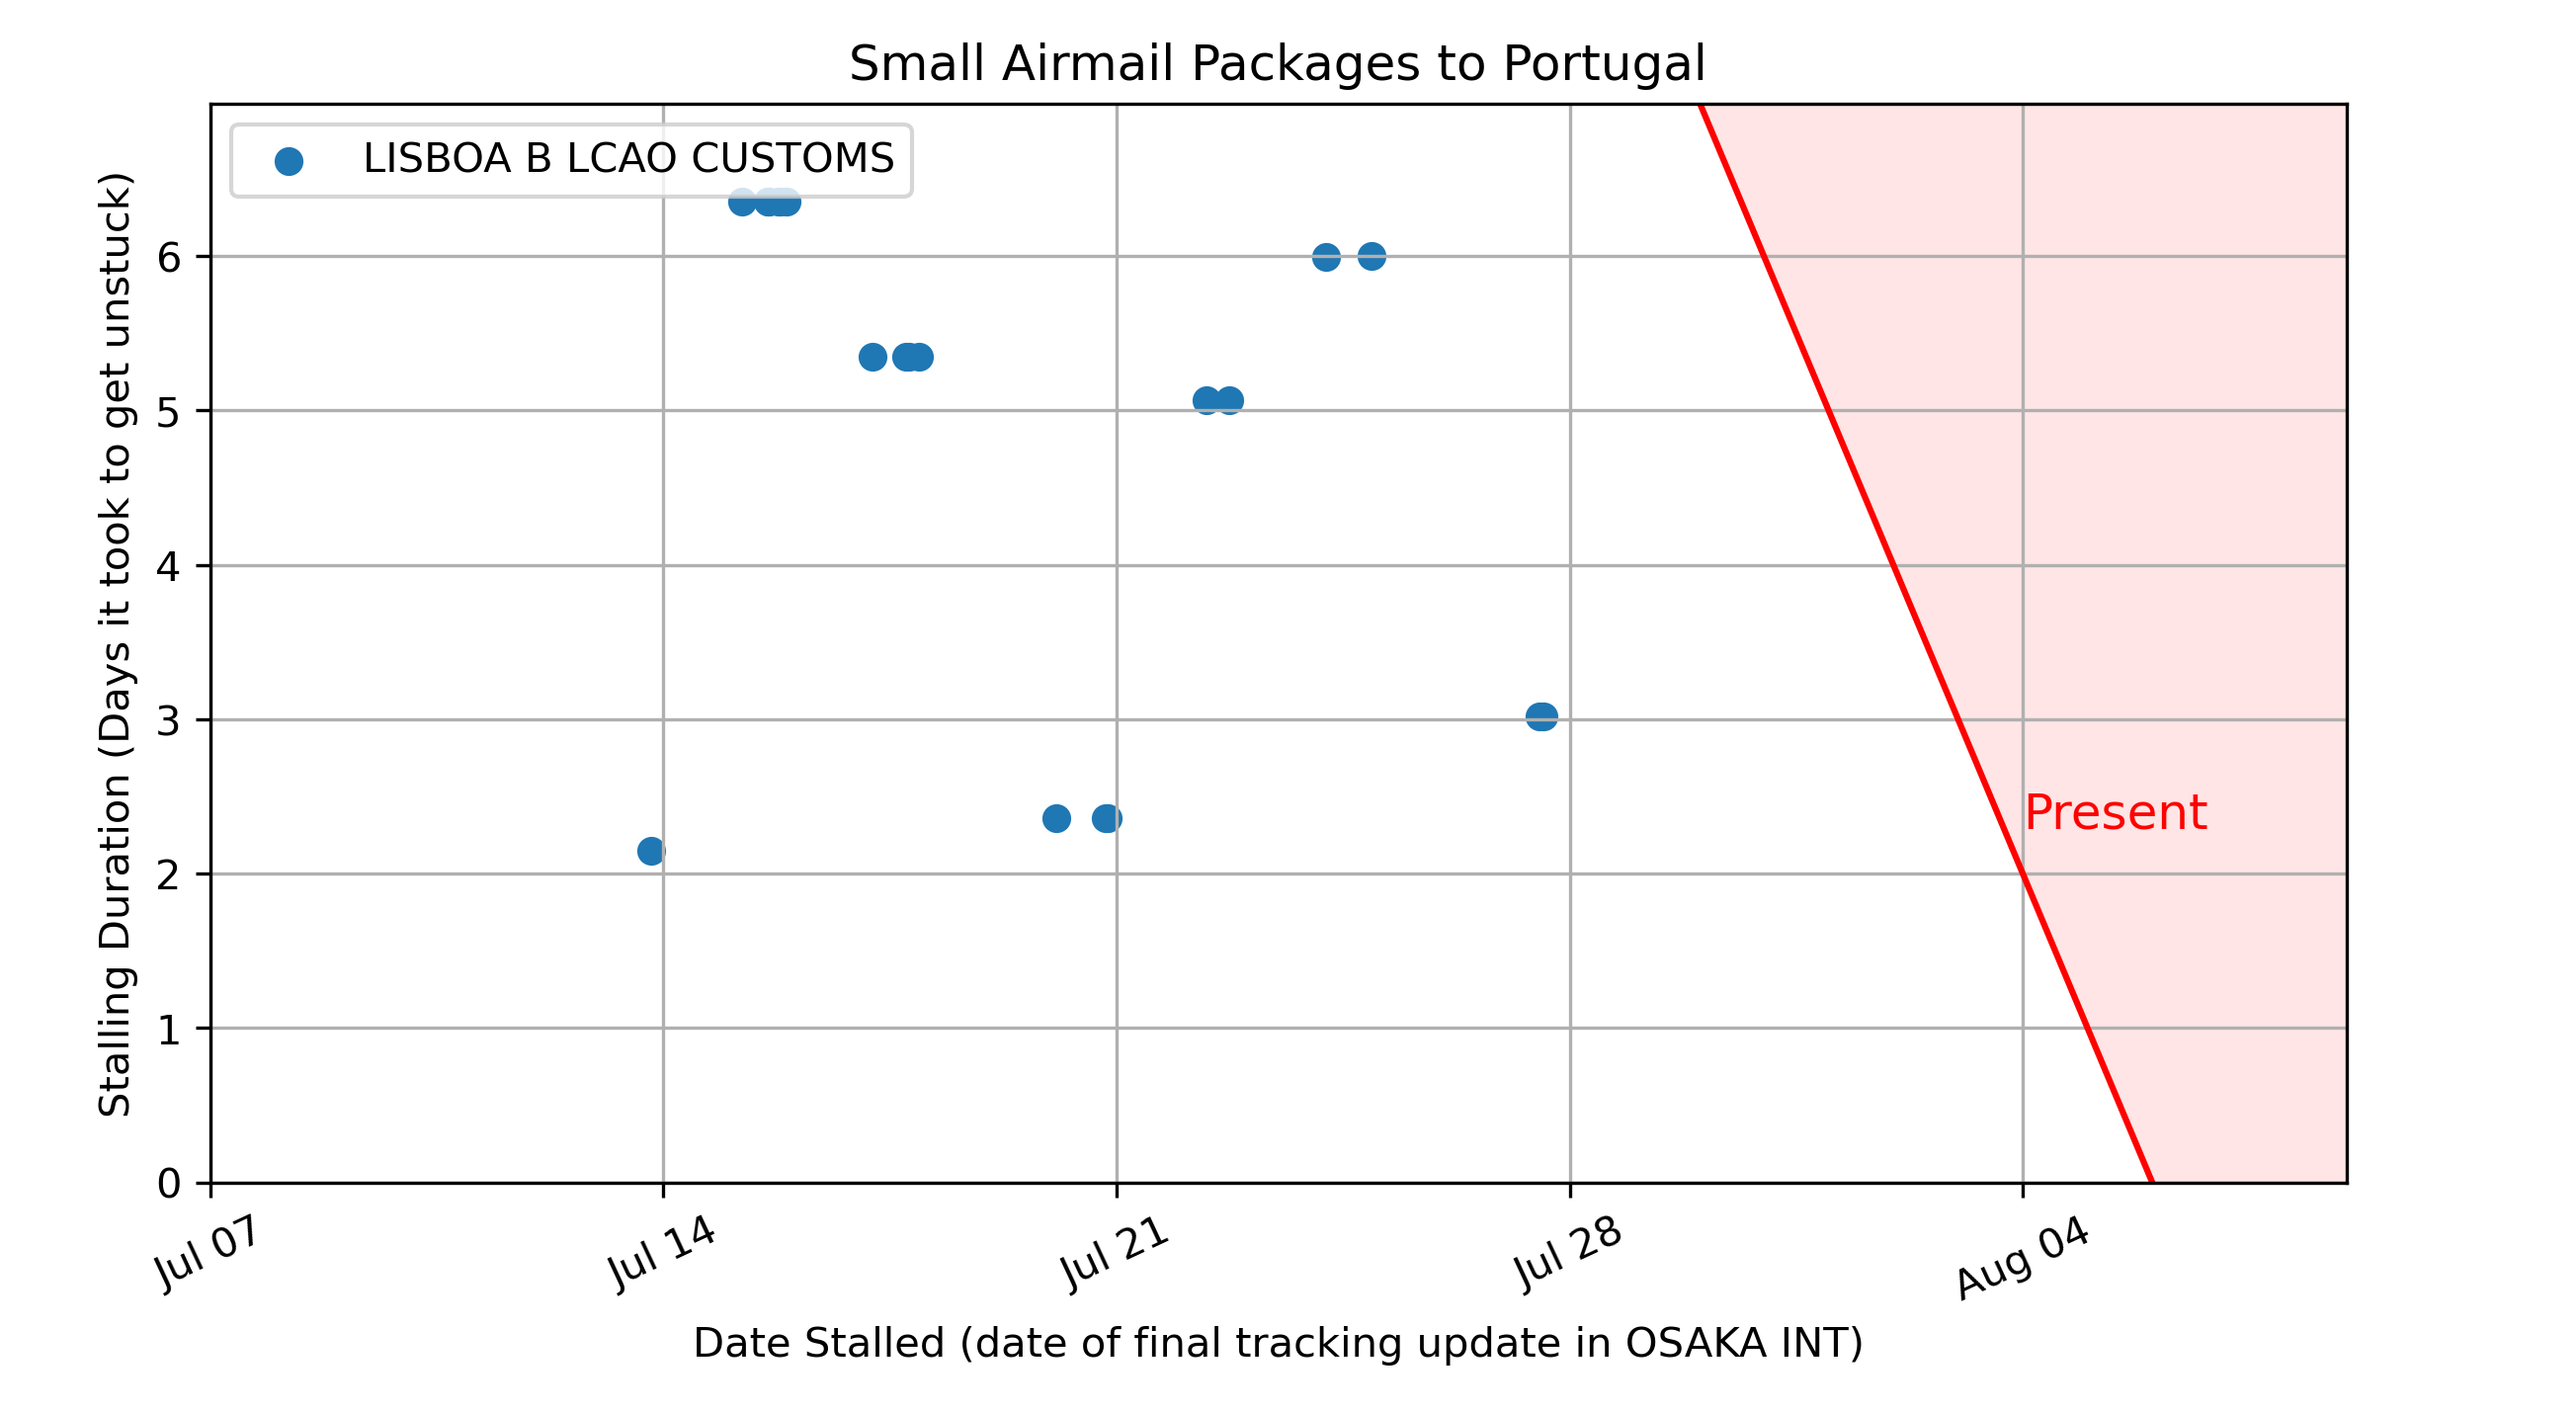 Small Airmail Packages to Portugal
LISBOA B LCAO CUSTOMS
Stalling Duration (Days it took to get unstuck)
6
5
4
3
2
1
0
Present
Jul 07
Jul 14
Jul 21
Jul 28
Aug 04
Date Stalled (date of final tracking update in OSAKA INT)